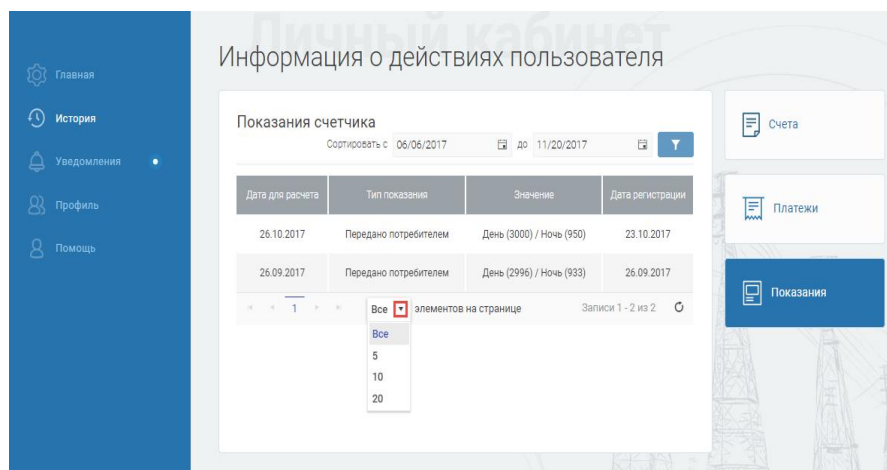 Личный кабинет
Информация о действиях пользователя
Главная
История
Уведомления
Профиль
Помощь
Показания счетчика
Сортировать с 06/06/2017 до 11/20/2017
Дата для расчета Тип показания Значение Дата регистрации
26.10.2017 Передано потребителем День (3000) / Ночь (950) 23.10.2017
26.09.2017 Передано потребителем День (2996) / Ночь (933) 26.09.2017
1 Все элементов на странице Записи 1 - 2 из 2
Все
5
10
20
Счета
Платежи
Показания